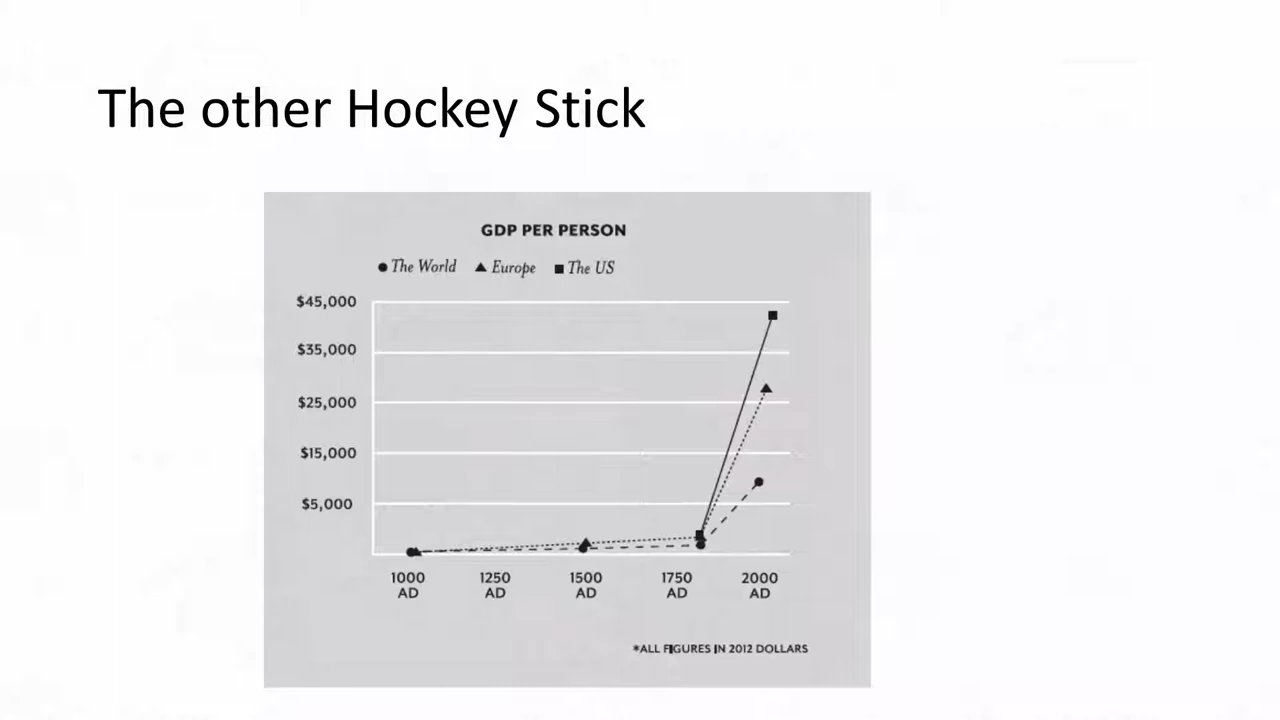 The other Hockey Stick
GDP PER PERSON
The World Europe The US
$45,000
$35,000
$25,000
$15,000
$5,000
1000 1250 1500 1750 2000
AD AD AD AD AD
*ALL FIGURES IN 2012 DOLLARS